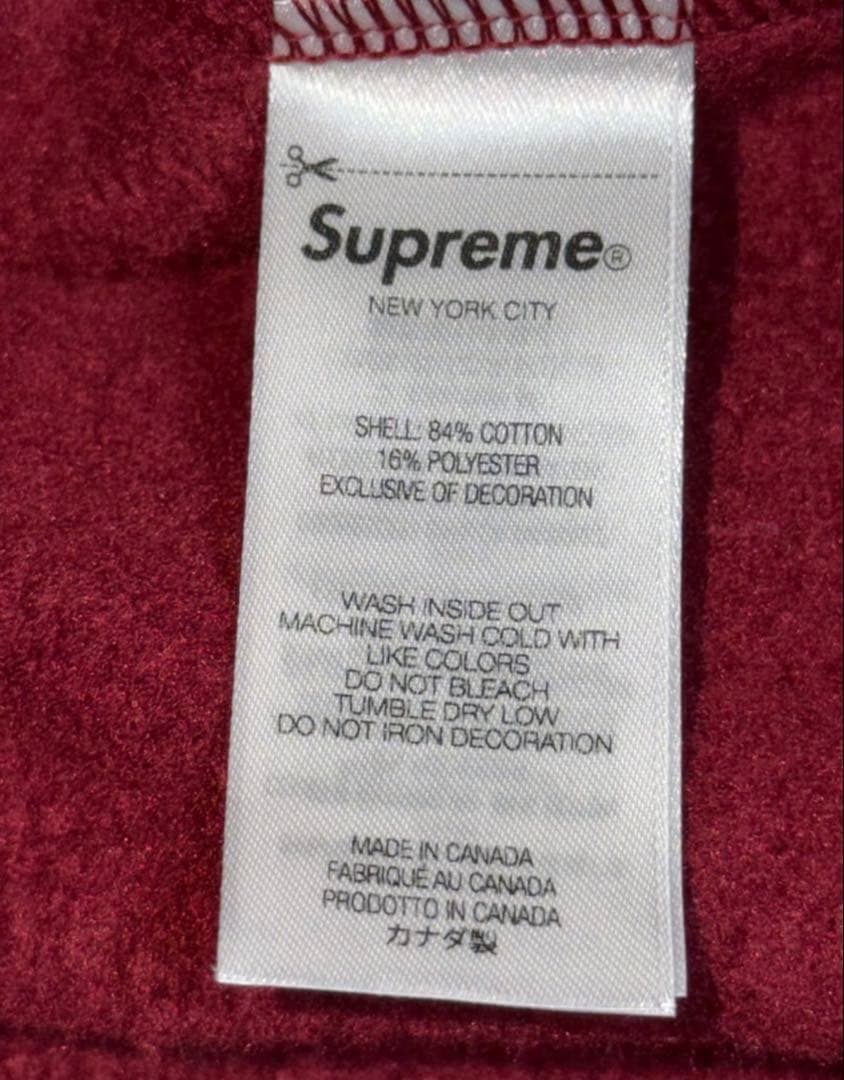 Supreme®
NEW YORK CITY
SHELL: 84% COTTON
16% POLYESTER
EXCLUSIVE OF DECORATION
WASH INSIDE OUT
MACHINE WASH COLD WITH
LIKE COLORS
DO NOT BLEACH
TUMBLE DRY LOW
DO NOT IRON DECORATION
MADE IN CANADA
FABRIQUÉ AU CANADA
PRODOTTO IN CANADA
カナダ製